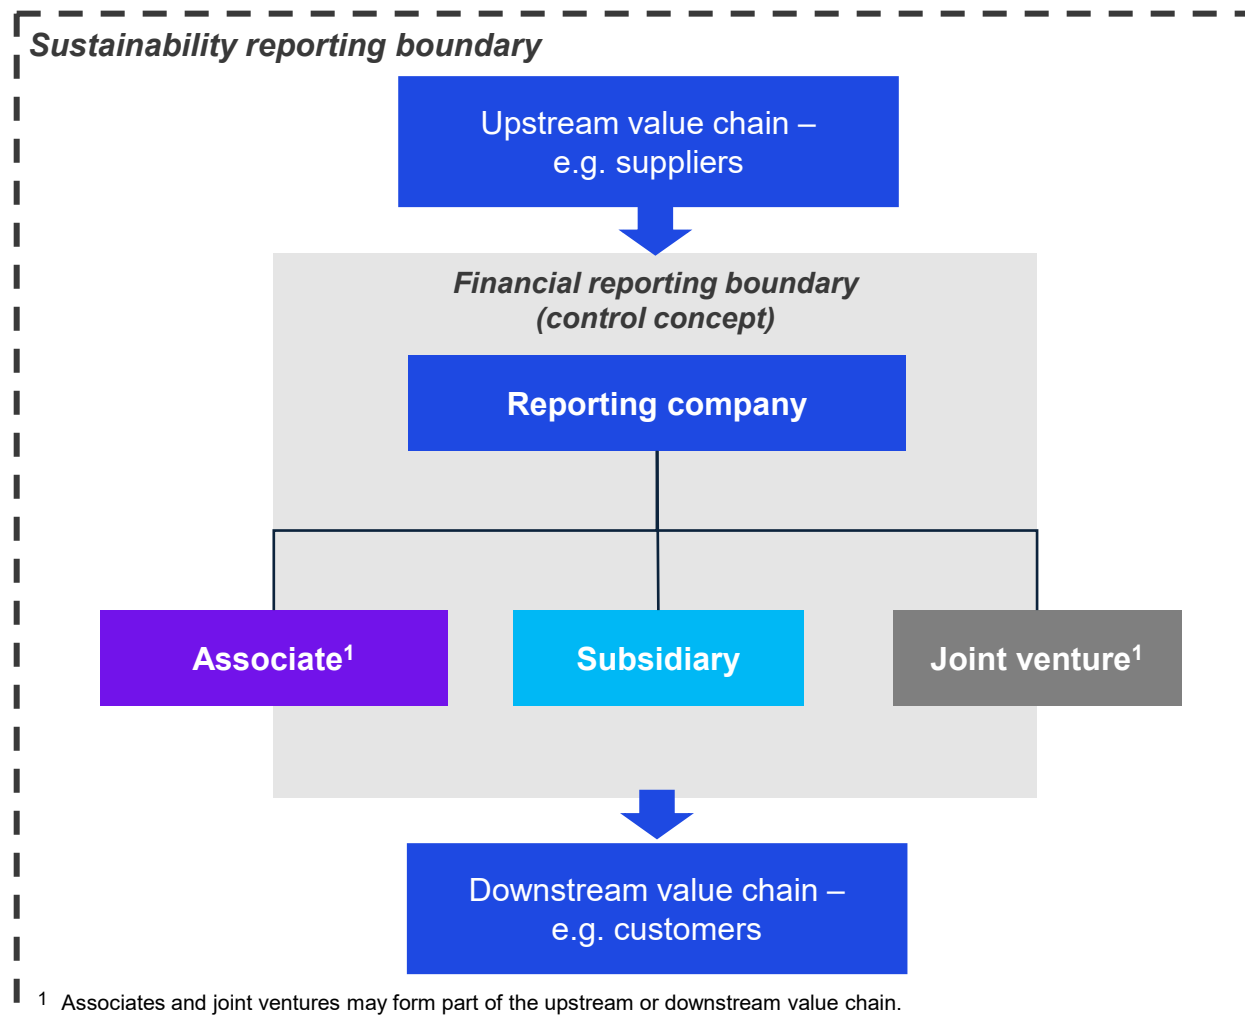 Sustainability reporting boundary
Upstream value chain –
e.g. suppliers
Financial reporting boundary
(control concept)
Reporting company
Associate¹
Subsidiary
Joint venture¹
Downstream value chain –
e.g. customers
¹ Associates and joint ventures may form part of the upstream or downstream value chain.